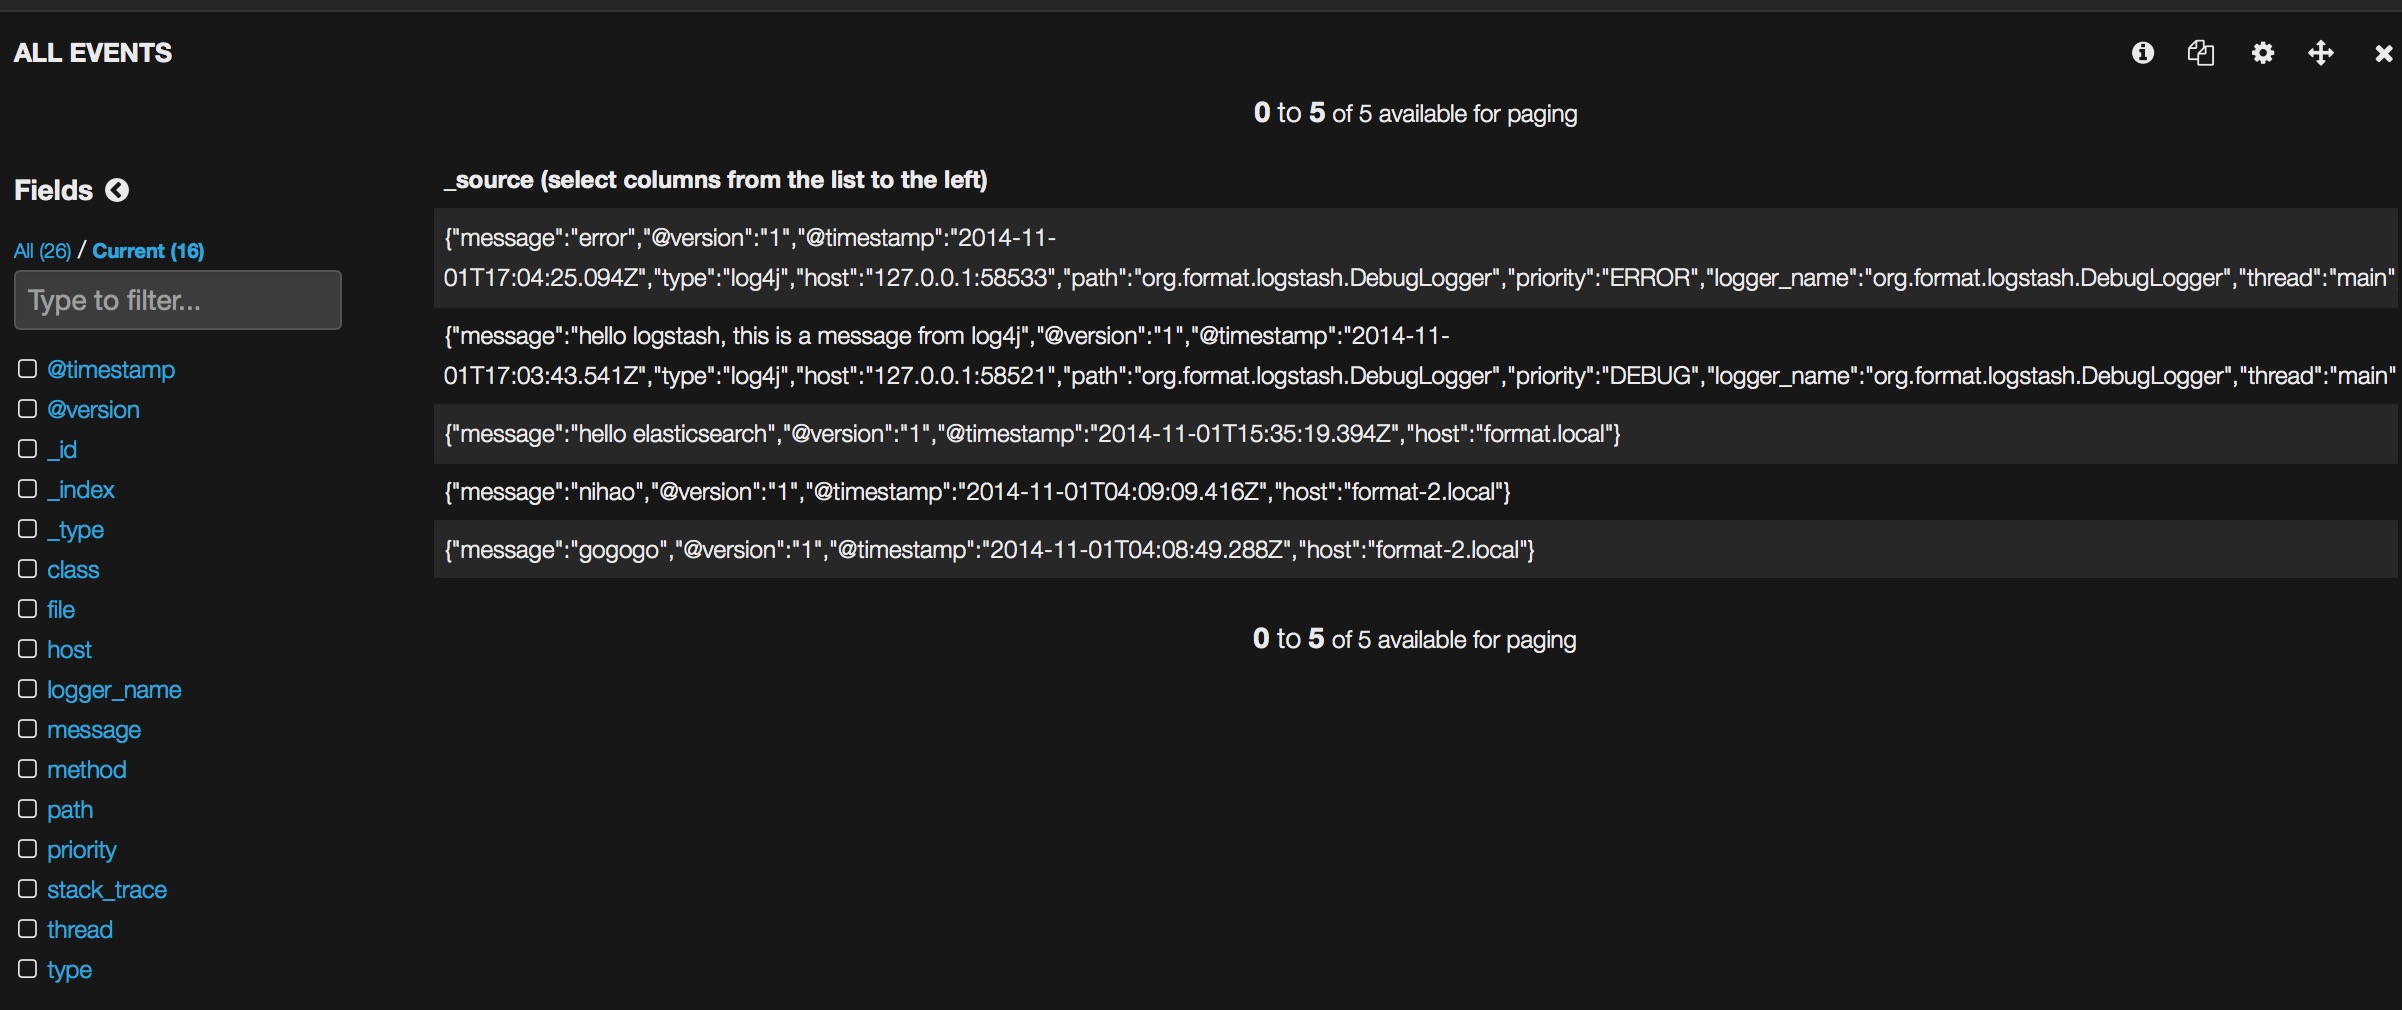 ALL EVENTS
0 to 5 of 5 available for paging
Fields
All (26) / Current (16)
Type to filter...
@timestamp
@version
_id
_index
_type
class
file
host
logger_name
message
method
path
priority
stack_trace
thread
type
_source (select columns from the list to the left)
{"message":"error","@version":"1","@timestamp":"2014-11-
01T17:04:25.094Z","type":"log4j","host":"127.0.0.1:58533","path":"org.format.logstash.DebugLogger","priority":"ERROR","logger_name":"org.format.logstash.DebugLogger","thread":"main"
{"message":"hello logstash, this is a message from log4j","@version":"1","@timestamp":"2014-11-
01T17:03:43.541Z","type":"log4j","host":"127.0.0.1:58521","path":"org.format.logstash.DebugLogger","priority":"DEBUG","logger_name":"org.format.logstash.DebugLogger","thread":"main"
{"message":"hello elasticsearch","@version":"1","@timestamp":"2014-11-01T15:35:19.394Z","host":"format.local"}
{"message":"nihao","@version":"1","@timestamp":"2014-11-01T04:09:09.416Z","host":"format-2.local"}
{"message":"gogogo","@version":"1","@timestamp":"2014-11-01T04:08:49.288Z","host":"format-2.local"}
0 to 5 of 5 available for paging